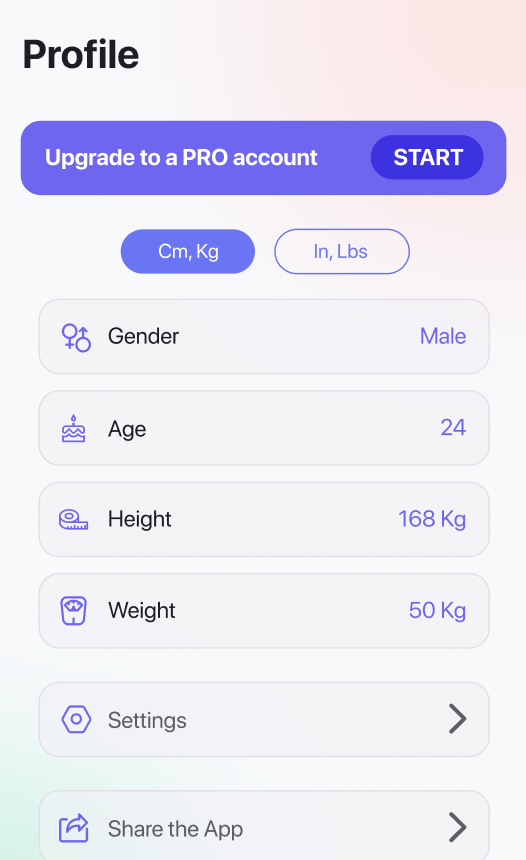 Profile
Upgrade to a PRO account START
Cm, Kg In, Lbs
Gender Male
Age 24
Height 168 Kg
Weight 50 Kg
Settings
Share the App